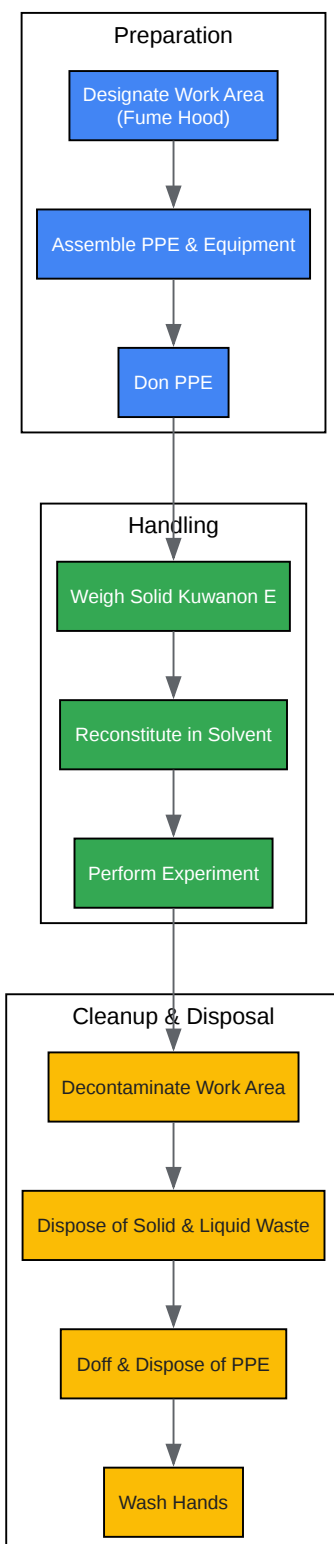 Preparation
Designate Work Area
(Fume Hood)
Assemble PPE & Equipment
Don PPE
Handling
Weigh Solid Kuwanon E
Reconstitute in Solvent
Perform Experiment
Cleanup & Disposal
Decontaminate Work Area
Dispose of Solid & Liquid Waste
Doff & Dispose of PPE
Wash Hands